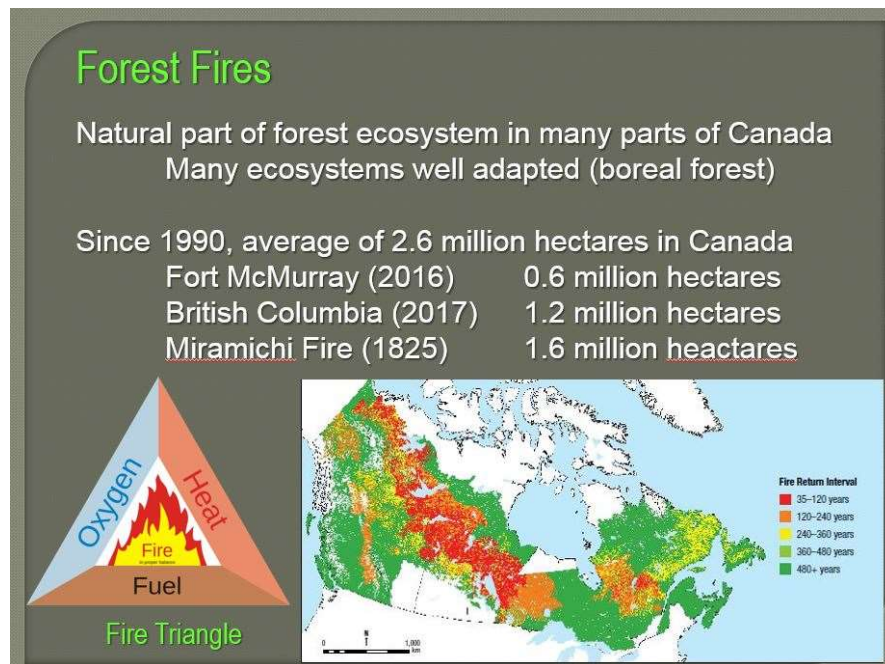 Forest Fires
Natural part of forest ecosystem in many parts of Canada
Many ecosystems well adapted (boreal forest)
Since 1990, average of 2.6 million hectares in Canada
Fort McMurray (2016) 0.6 million hectares
British Columbia (2017) 1.2 million hectares
Miramichi Fire (1825) 1.6 million heactares
Oxygen
Heat
Fire
in proper balance
Fuel
Fire Triangle
Fire Return Interval
35–120 years
120–240 years
240–360 years
360–480 years
480+ years
N
0 1,000
km